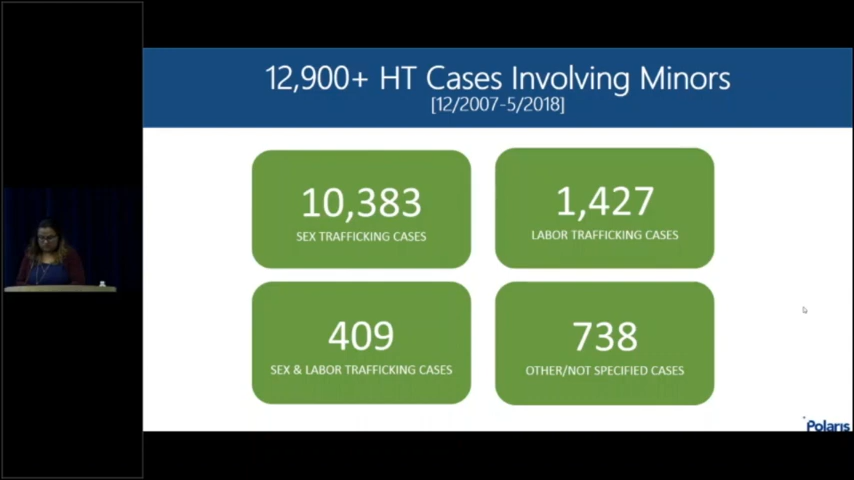 12,900+ HT Cases Involving Minors
[12/2007-5/2018]
10,383
SEX TRAFFICKING CASES
1,427
LABOR TRAFFICKING CASES
409
SEX & LABOR TRAFFICKING CASES
738
OTHER/NOT SPECIFIED CASES
Polaris